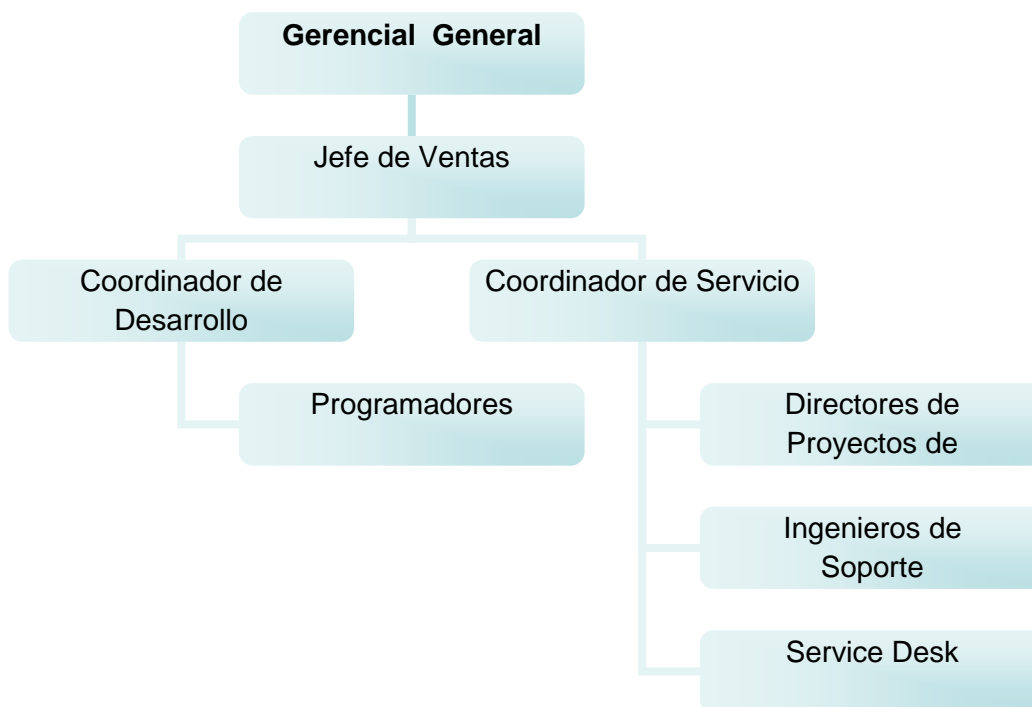 Gerencial  General
Jefe de Ventas
Coordinador de
Desarrollo
Coordinador de Servicio
Programadores
Directores de
Proyectos de
Ingenieros de
Soporte
Service Desk